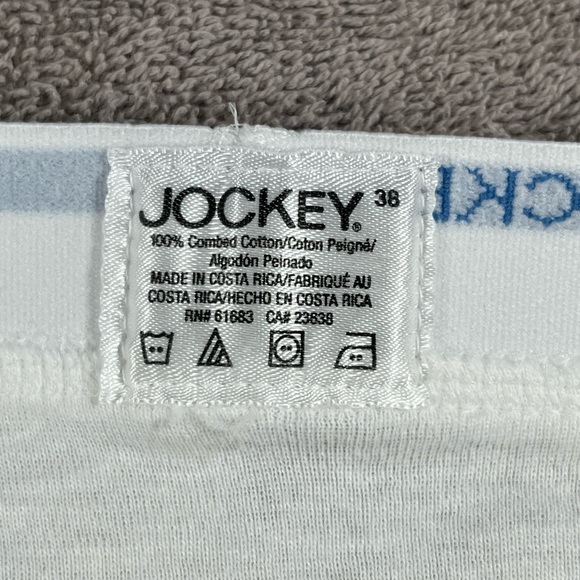 JOCKEY® 38
100% Combed Cotton/Coton Peigné/
Algodón Peinado
MADE IN COSTA RICA/FABRIQUÉ AU
COSTA RICA/HECHO EN COSTA RICA
RN# 61683 CA# 23638